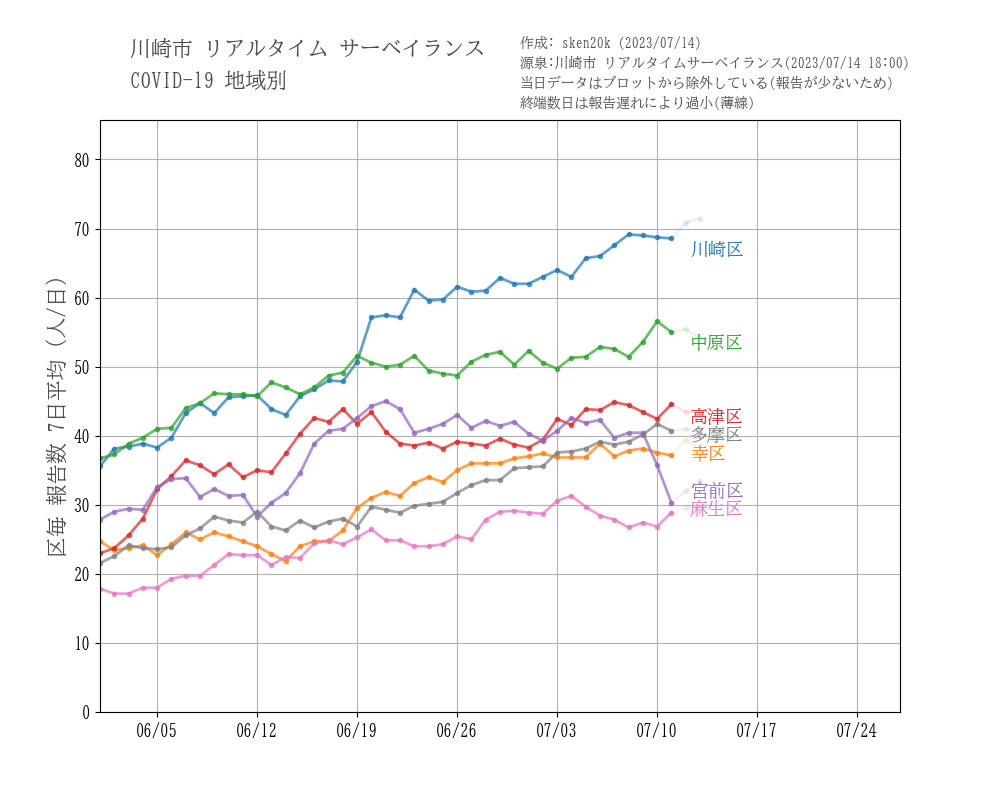 川崎市 リアルタイム サーベイランス
COVID-19 地域別
作成: sken20k (2023/07/14)
源泉:川崎市 リアルタイムサーベイランス(2023/07/14 18:00)
当日データはプロットから除外している(報告が少ないため)
終端数日は報告遅れにより過小(薄線)
区毎 報告数 7日平均 (人/日)
80
70
60
50
40
30
20
10
0
川崎区
中原区
高津区
多摩区
幸区
宮前区
麻生区
06/05
06/12
06/19
06/26
07/03
07/10
07/17
07/24